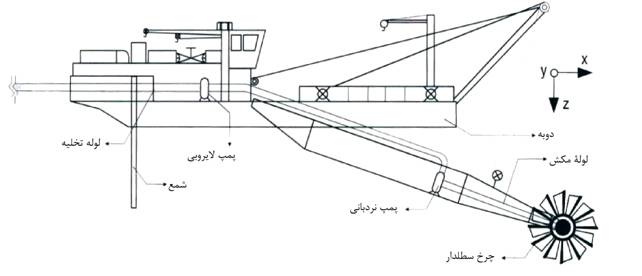 x
y
z
دوبه
لوله تخلیه
پمپ لایروبی
شمع
لولهٔ مکش
پمپ نردبانی
چرخ سطلدار